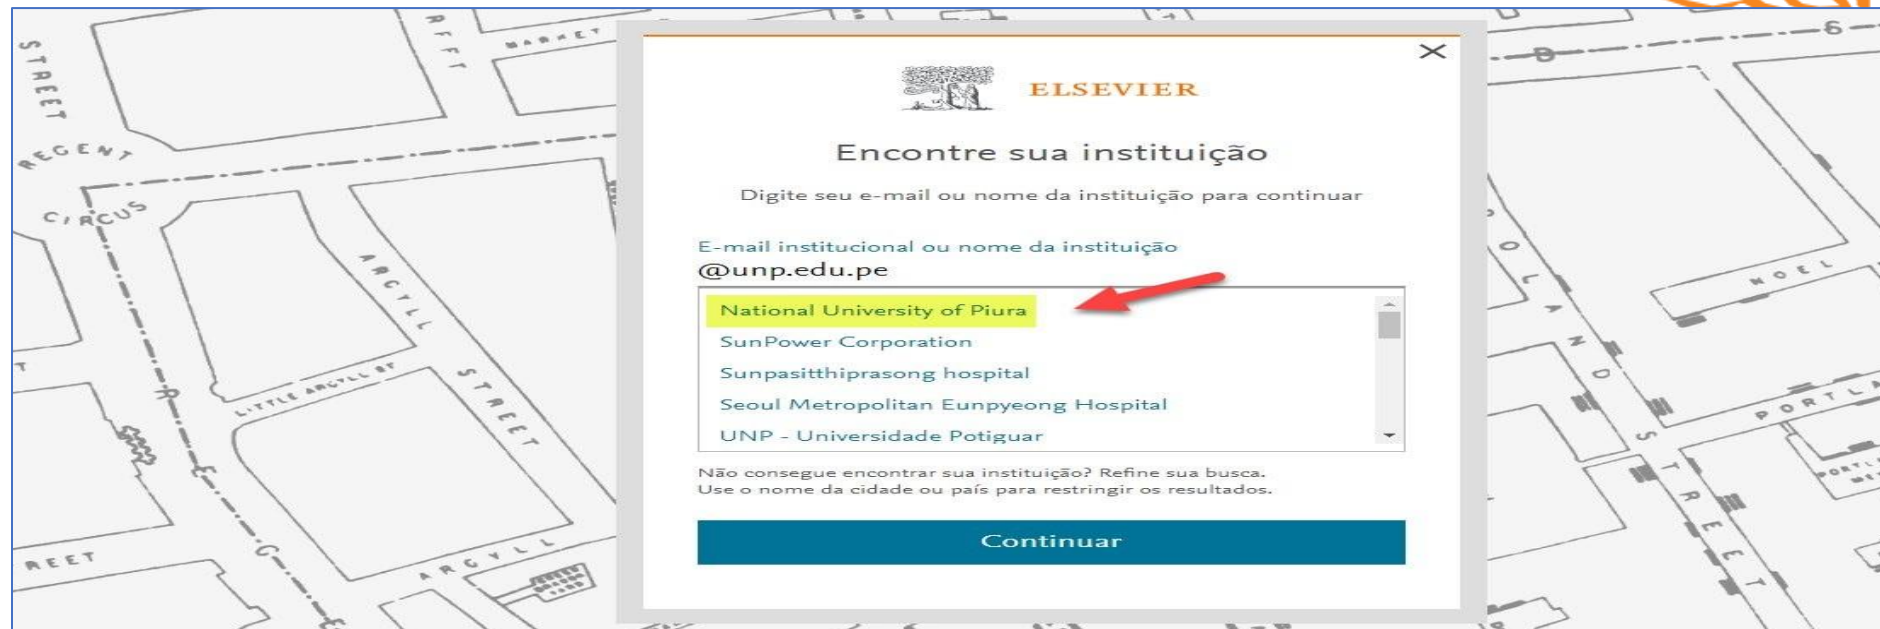 ELSEVIER
Encontre sua instituição
Digite seu e-mail ou nome da instituição para continuar
E-mail institucional ou nome da instituição
@unp.edu.pe
National University of Piura
SunPower Corporation
Sunpasitthiprasong hospital
Seoul Metropolitan Eunpyeong Hospital
UNP - Universidade Potiguar
Não consegue encontrar sua instituição? Refine sua busca.
Use o nome da cidade ou país para restringir os resultados.
Continuar
STREET
MARKET
REGENT
CIRCUS
ARGYLL
STREET
LITTLE ARGYLL ST
REET
ARGYLL
POLAND
STREET
NOEL
PORTLA